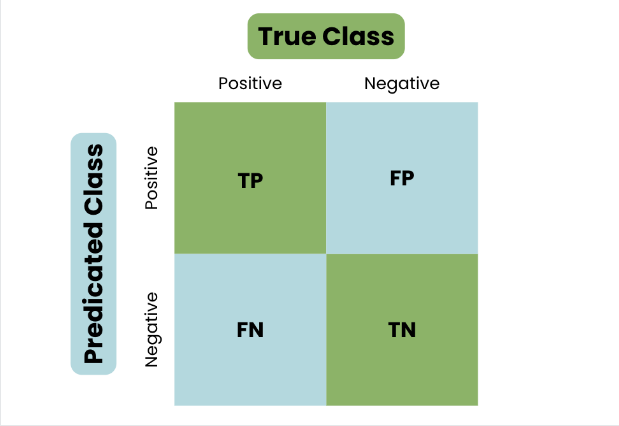 True Class
Positive Negative
Predicated Class
Positive
TP FP
Negative
FN TN